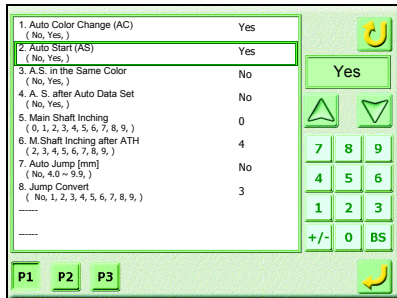 1. Auto Color Change (AC) Yes
( No, Yes, )
2. Auto Start (AS) Yes
( No, Yes, )
3. A.S. in the Same Color No
( No, Yes, )
4. A. S. after Auto Data Set No
( No, Yes, )
5. Main Shaft Inching 0
( 0, 1, 2, 3, 4, 5, 6, 7, 8, 9, )
6. M.Shaft Inching after ATH 4
( 2, 3, 4, 5, 6, 7, 8, 9, )
7. Auto Jump [mm] No
( No, 4.0 ~ 9.9, )
8. Jump Convert 3
( No, 1, 2, 3, 4, 5, 6, 7, 8, 9, )
------
------
Yes
7 8 9
4 5 6
1 2 3
+/- 0 BS
P1 P2 P3